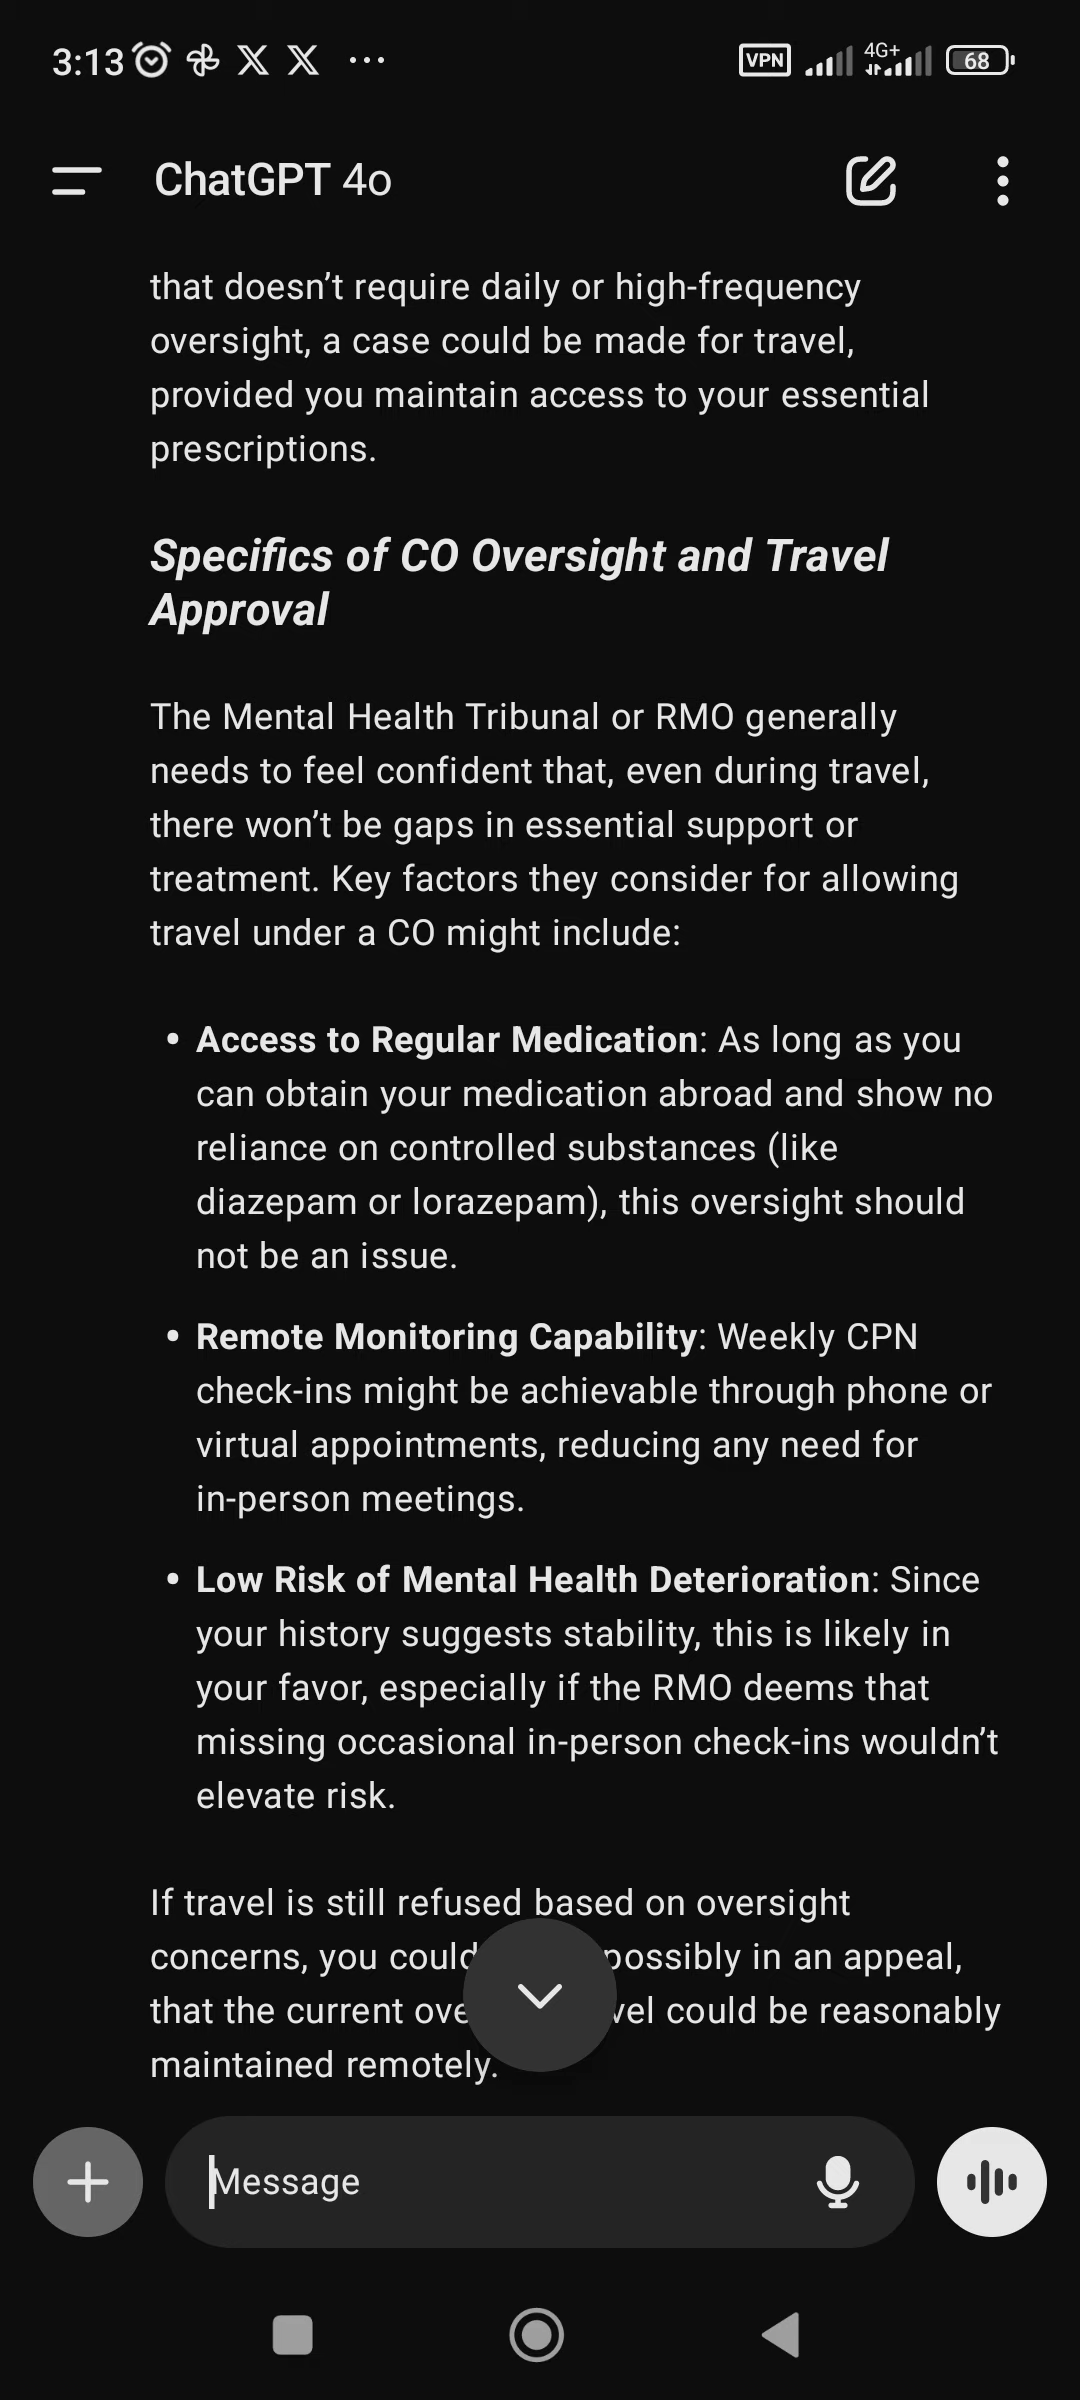 3:13
VPN 4G+ 68
ChatGPT 4o
that doesn’t require daily or high-frequency
oversight, a case could be made for travel,
provided you maintain access to your essential
prescriptions.
Specifics of CO Oversight and Travel
Approval
The Mental Health Tribunal or RMO generally
needs to feel confident that, even during travel,
there won’t be gaps in essential support or
treatment. Key factors they consider for allowing
travel under a CO might include:
• Access to Regular Medication: As long as you
can obtain your medication abroad and show no
reliance on controlled substances (like
diazepam or lorazepam), this oversight should
not be an issue.
• Remote Monitoring Capability: Weekly CPN
check-ins might be achievable through phone or
virtual appointments, reducing any need for
in-person meetings.
• Low Risk of Mental Health Deterioration: Since
your history suggests stability, this is likely in
your favor, especially if the RMO deems that
missing occasional in-person check-ins wouldn’t
elevate risk.
If travel is still refused based on oversight
concerns, you could possibly in an appeal,
that the current could be reasonably
maintained remotely.
Message